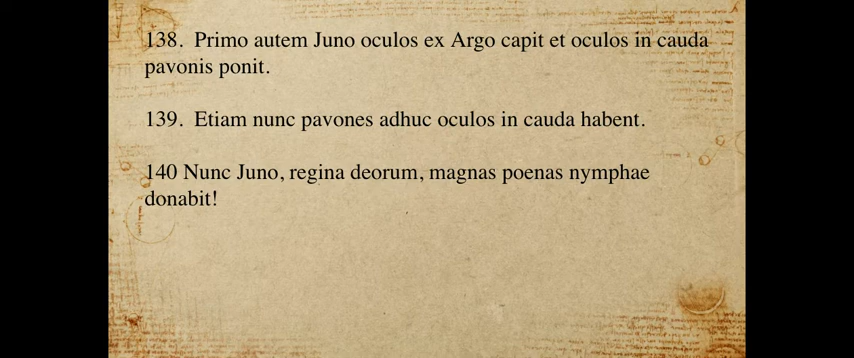 138. Primo autem Juno oculos ex Argo capit et oculos in cauda
pavonis ponit.
139. Etiam nunc pavones adhuc oculos in cauda habent.
140 Nunc Juno, regina deorum, magnas poenas nymphae
donabit!